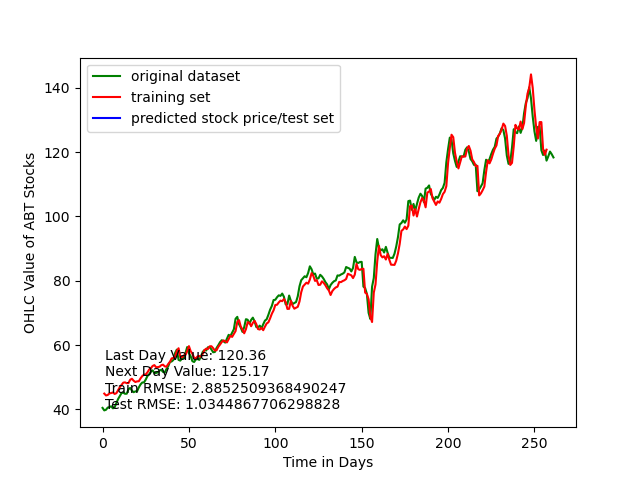 original dataset
training set
predicted stock price/test set
OHLC Value of ABT Stocks
140
120
100
80
60
40
Last Day Value: 120.36
Next Day Value: 125.17
Train RMSE: 2.8852509368490247
Test RMSE: 1.0344867706298828
0 50 100 150 200 250
Time in Days